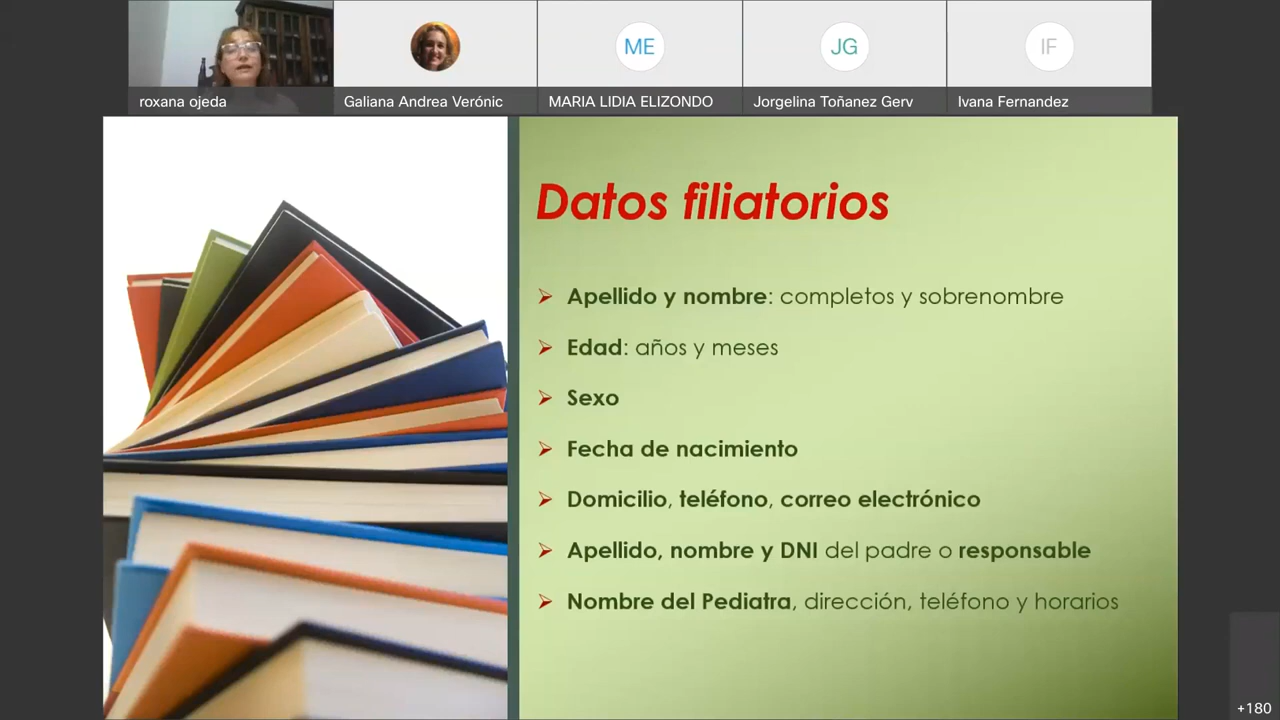 ME
JG
IF
roxana ojeda
Galiana Andrea Verónic
MARIA LIDIA ELIZONDO
Jorgelina Toñanez Gerv
Ivana Fernandez
Datos filiatorios
Apellido y nombre: completos y sobrenombre
Edad: años y meses
Sexo
Fecha de nacimiento
Domicilio, teléfono, correo electrónico
Apellido, nombre y DNI del padre o responsable
Nombre del Pediatra, dirección, teléfono y horarios
+180